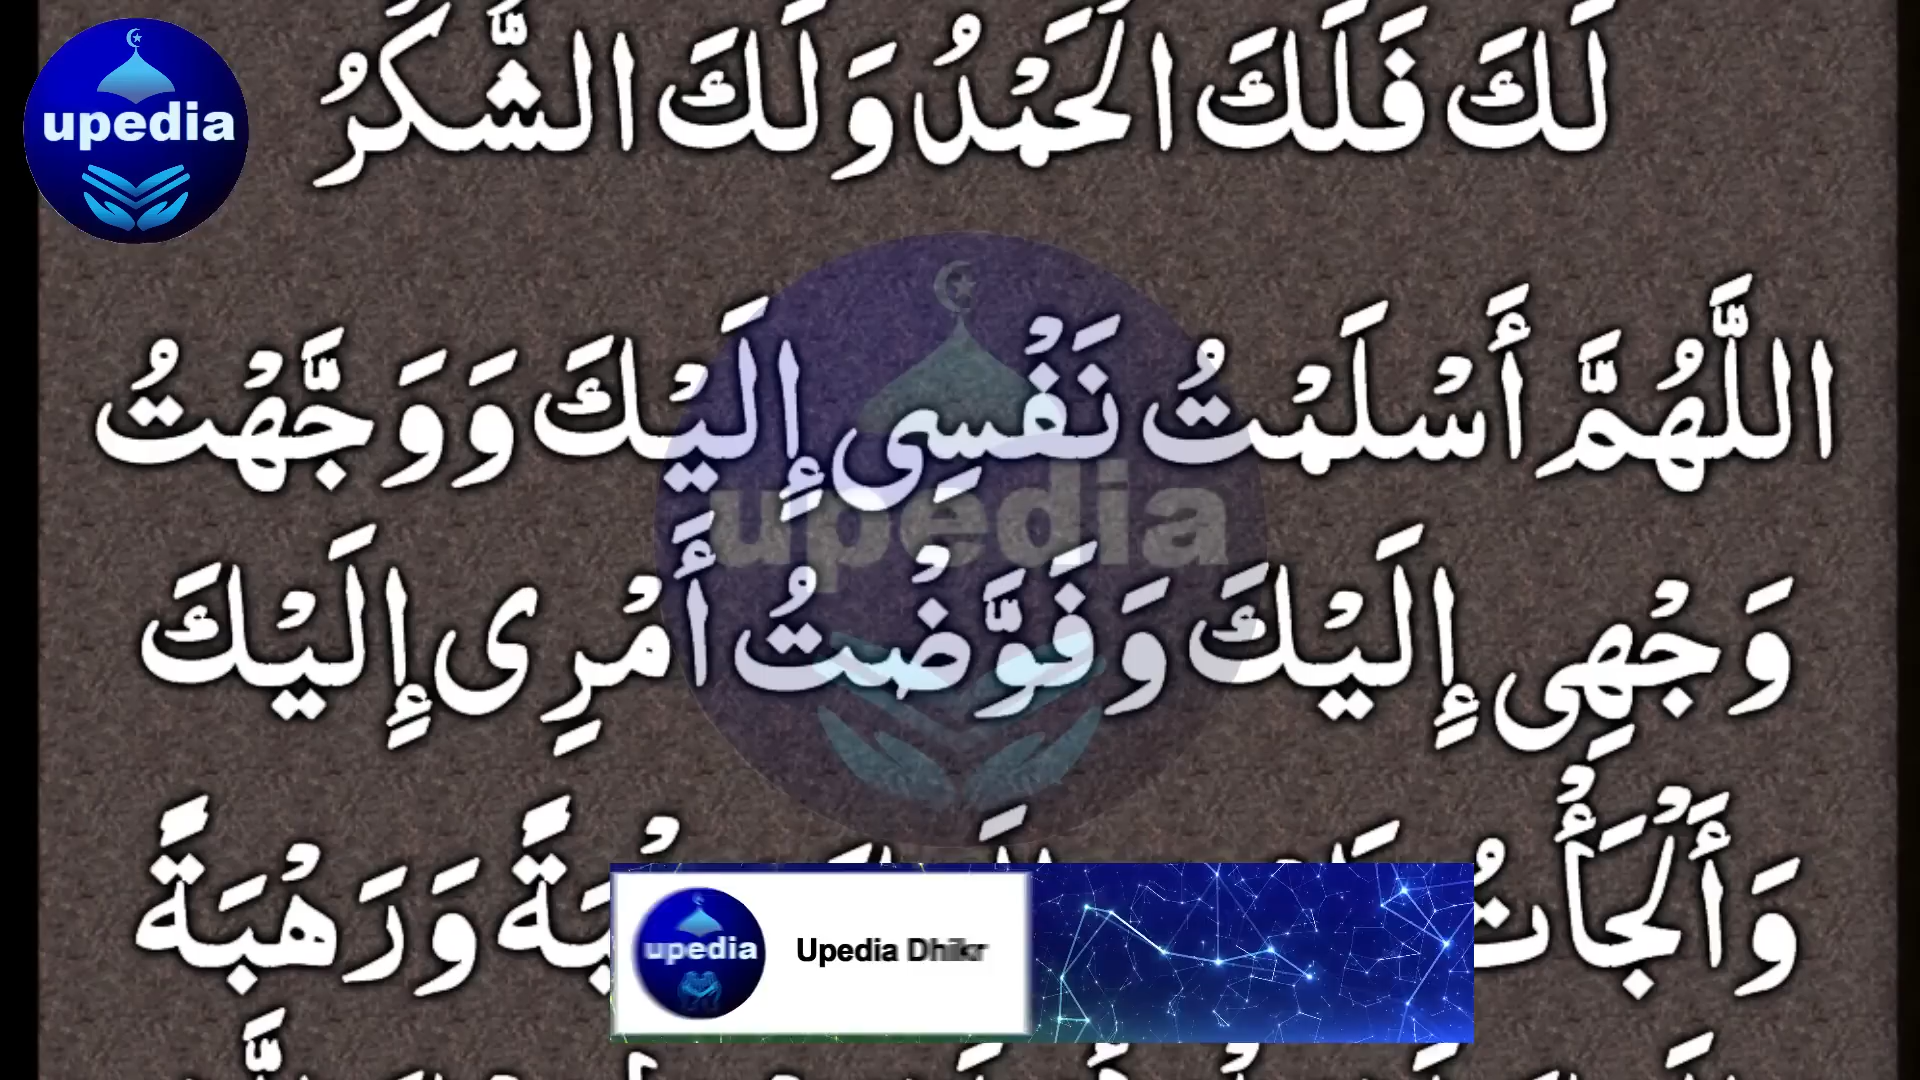 لَكَ فَلَكَ الْحَمْدُ وَلَكَ الشُّكْرُ
upedia
اللَّهُمَّ أَسْلَمْتُ نَفْسِي إِلَيْكَ وَوَجَّهْتُ
upedia
وَجْهِي إِلَيْكَ وَفَوَّضْتُ أَمْرِي إِلَيْكَ
وَأَلْجَأْتُ وَرَهْبَةً
upedia
Upedia Dhikr